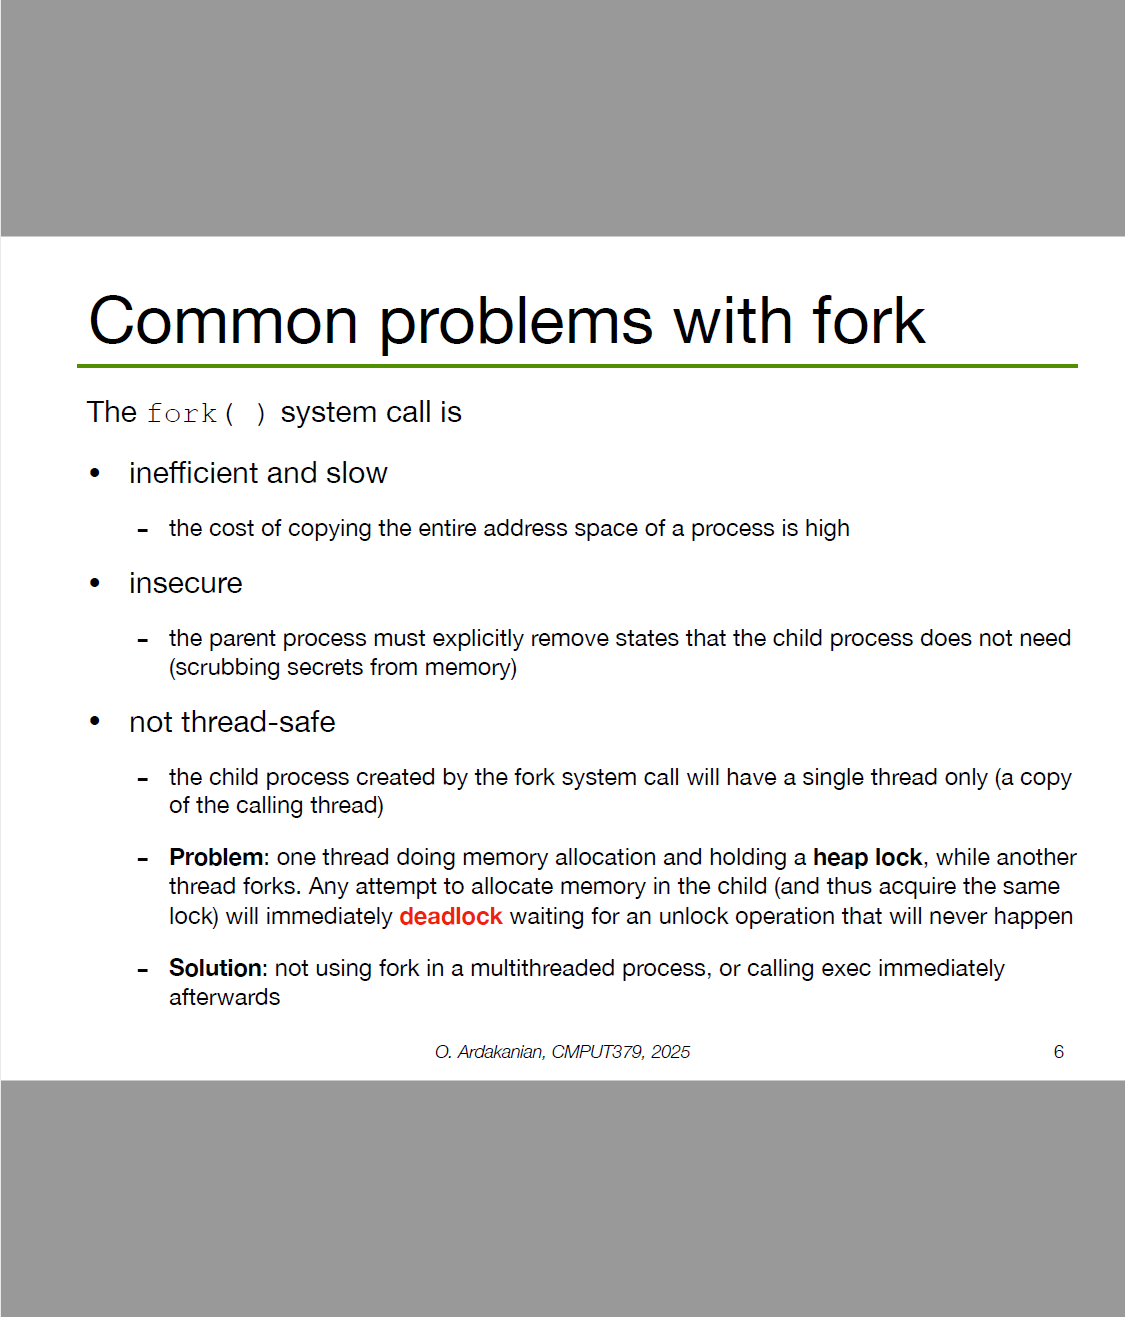 Common problems with fork
The fork( ) system call is
• inefficient and slow
- the cost of copying the entire address space of a process is high
• insecure
- the parent process must explicitly remove states that the child process does not need
(scrubbing secrets from memory)
• not thread-safe
- the child process created by the fork system call will have a single thread only (a copy
of the calling thread)
- Problem: one thread doing memory allocation and holding a heap lock, while another
thread forks. Any attempt to allocate memory in the child (and thus acquire the same
lock) will immediately deadlock waiting for an unlock operation that will never happen
- Solution: not using fork in a multithreaded process, or calling exec immediately
afterwards
O. Ardakanian, CMPUT379, 2025
6